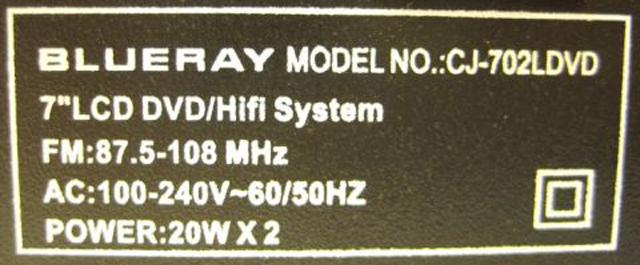 BLUERAY MODEL NO.:CJ-702LDVD
7"LCD DVD/Hifi System
FM:87.5-108 MHz
AC:100-240V~60/50HZ
POWER:20W X 2